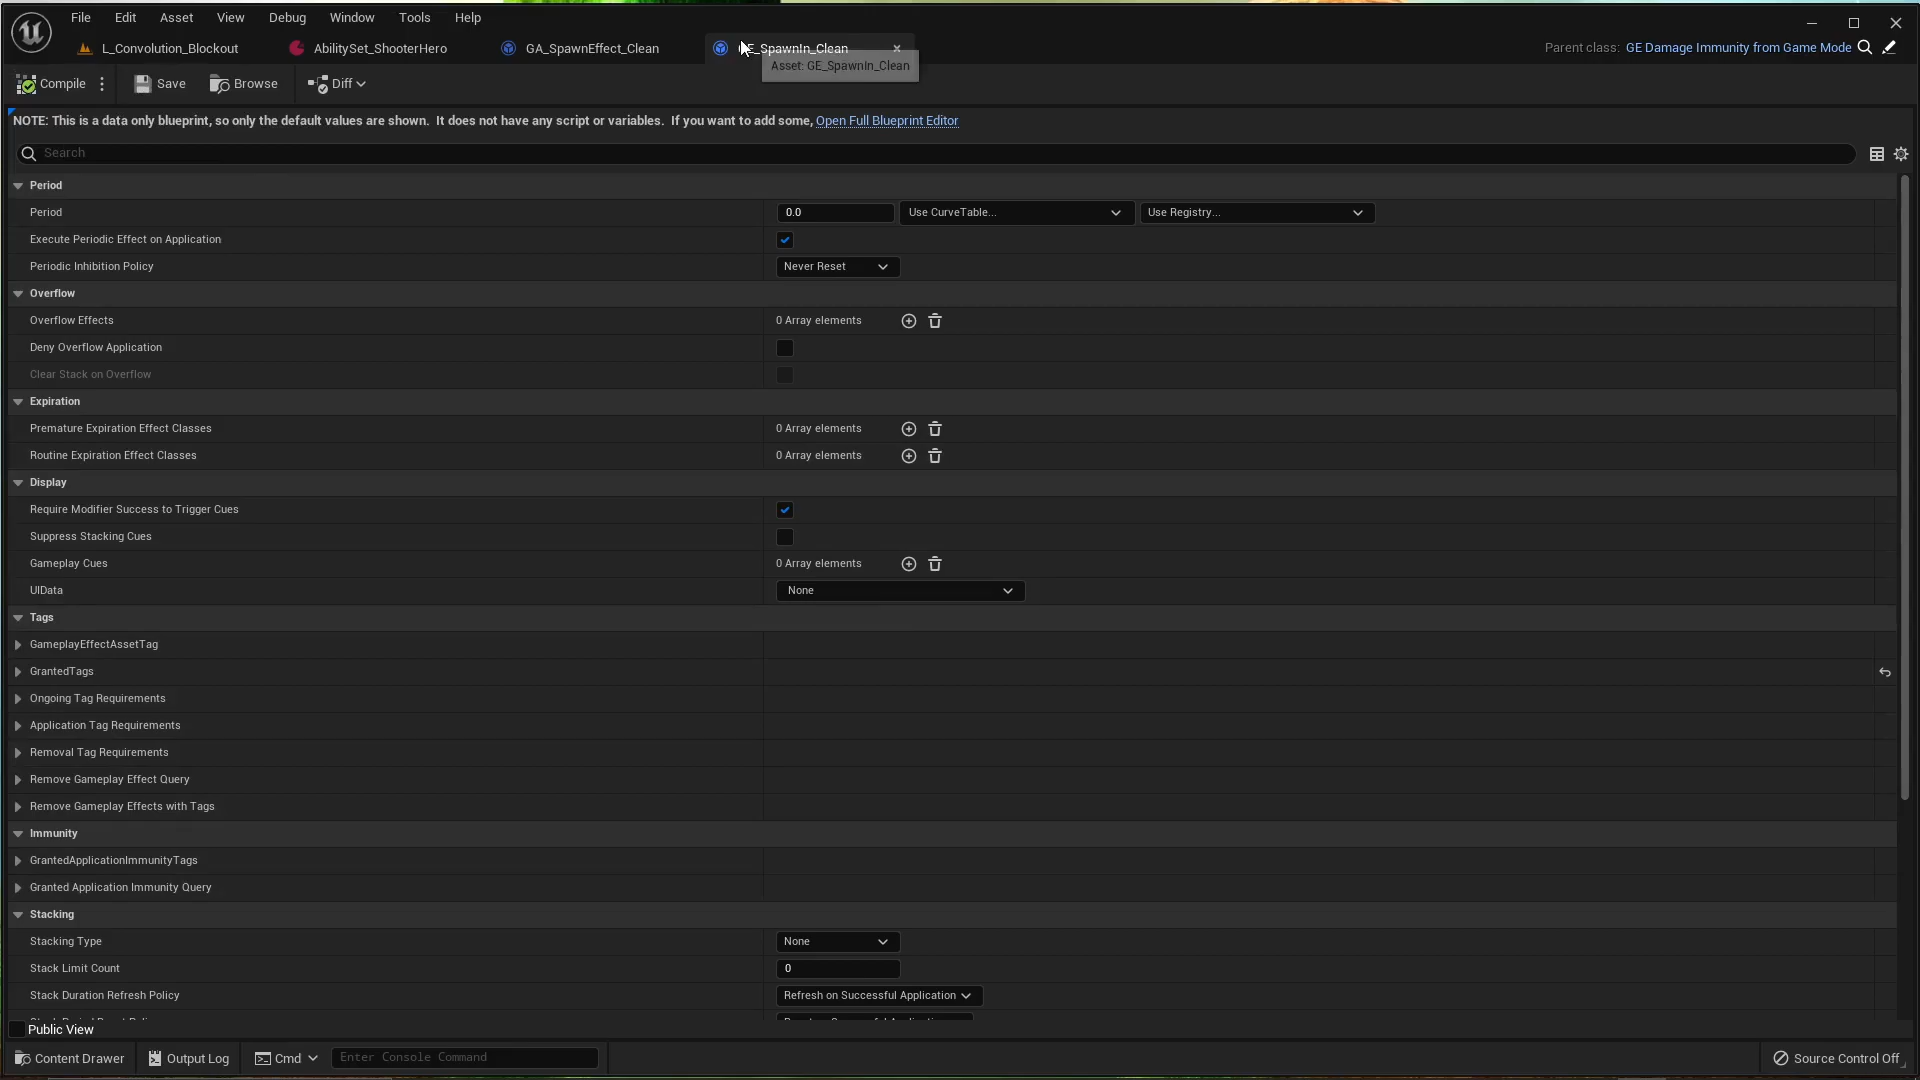 File Edit Asset View Debug Window Tools Help
L_Convolution_Blockout AbilitySet_ShooterHero GA_SpawnEffect_Clean E_SpawnIn_Clean Parent class: GE Damage Immunity from Game Mode
Asset: GE_SpawnIn_Clean
Compile Save Browse Diff
NOTE: This is a data only blueprint, so only the default values are shown. It does not have any script or variables. If you want to add some, Open Full Blueprint Editor
Search
Period
Period 0.0 Use CurveTable... Use Registry...
Execute Periodic Effect on Application
Periodic Inhibition Policy Never Reset
Overflow
Overflow Effects 0 Array elements
Deny Overflow Application
Clear Stack on Overflow
Expiration
Premature Expiration Effect Classes 0 Array elements
Routine Expiration Effect Classes 0 Array elements
Display
Require Modifier Success to Trigger Cues
Suppress Stacking Cues
Gameplay Cues 0 Array elements
UIData None
Tags
GameplayEffectAssetTag
GrantedTags
Ongoing Tag Requirements
Application Tag Requirements
Removal Tag Requirements
Remove Gameplay Effect Query
Remove Gameplay Effects with Tags
Immunity
GrantedApplicationImmunityTags
Granted Application Immunity Query
Stacking
Stacking Type None
Stack Limit Count 0
Stack Duration Refresh Policy Refresh on Successful Application
Public View
Content Drawer Output Log Cmd Enter Console Command Source Control Off